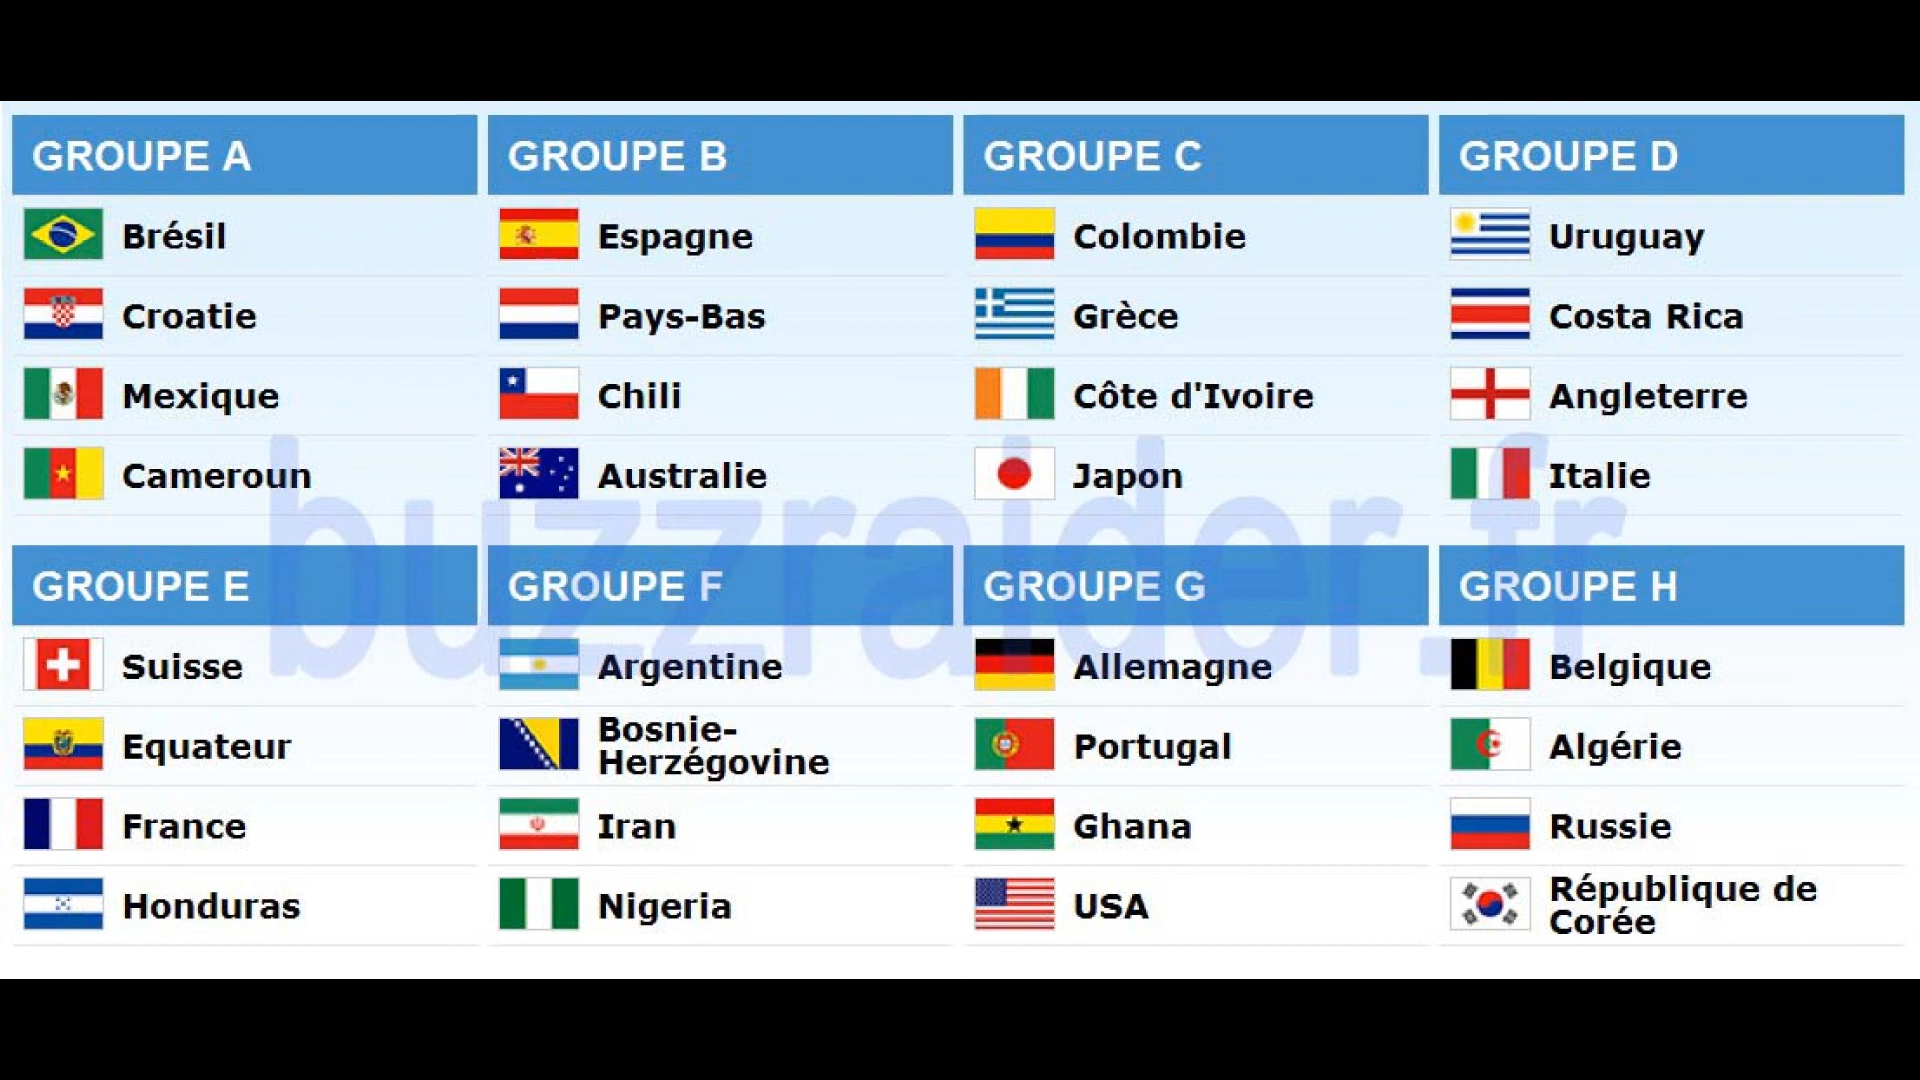 GROUPE A
GROUPE B
GROUPE C
GROUPE D
Brésil
Espagne
Colombie
Uruguay
Croatie
Pays-Bas
Grèce
Costa Rica
Mexique
Chili
Côte d'Ivoire
Angleterre
Cameroun
Australie
Japon
Italie
buzzraider.fr
GROUPE E
GROUPE F
GROUPE G
GROUPE H
Suisse
Argentine
Allemagne
Belgique
Equateur
Bosnie-
Herzégovine
Portugal
Algérie
France
Iran
Ghana
Russie
Honduras
Nigeria
USA
République de
Corée